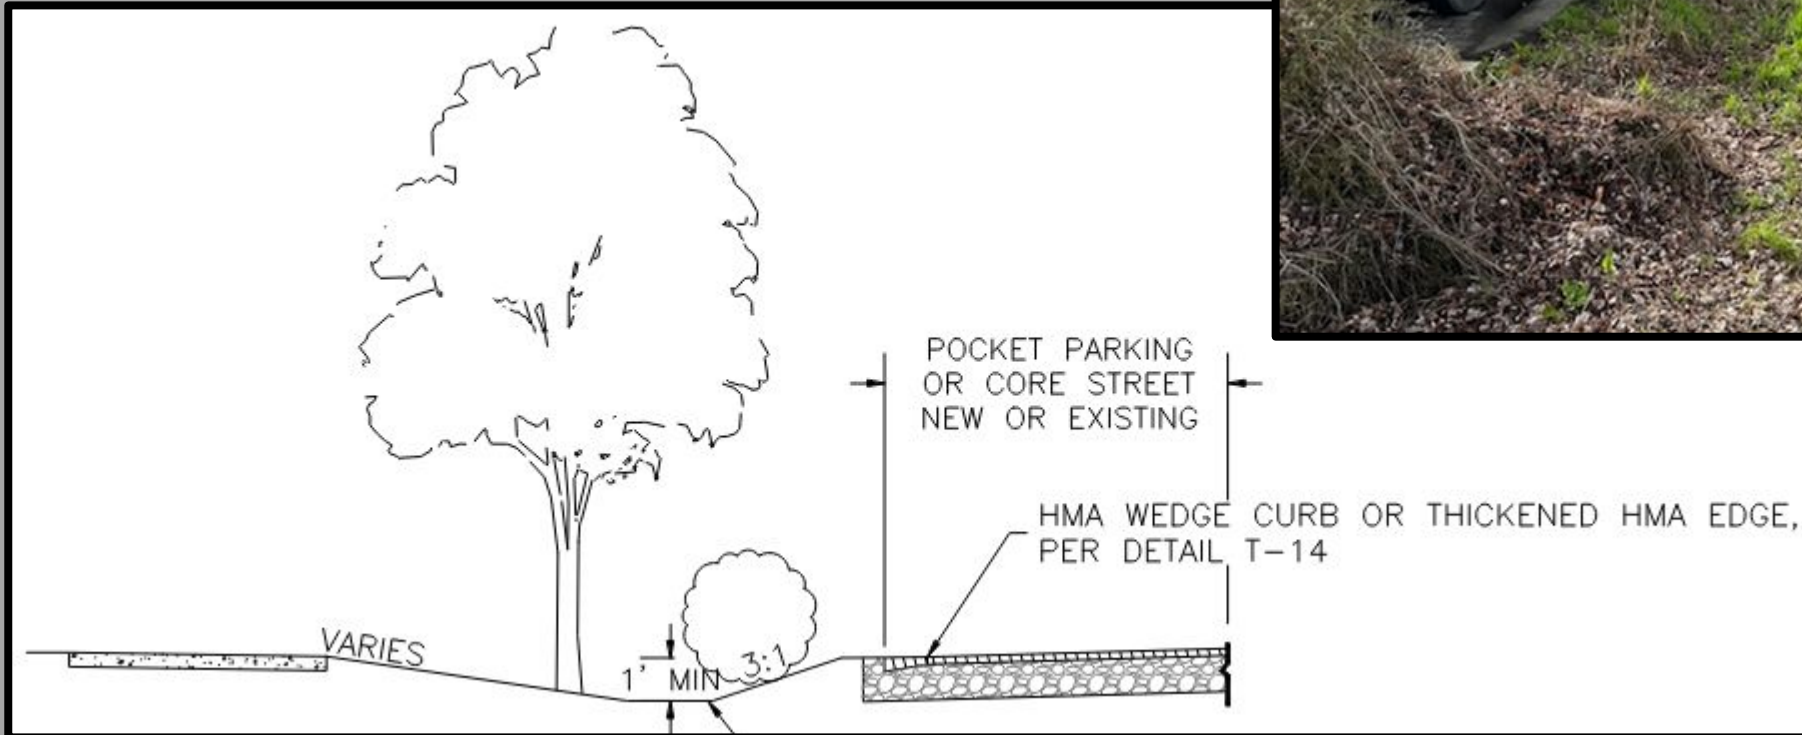 POCKET PARKING
OR CORE STREET
NEW OR EXISTING
HMA WEDGE CURB OR THICKENED HMA EDGE,
PER DETAIL T-14
VARIES
1' MIN
3:1